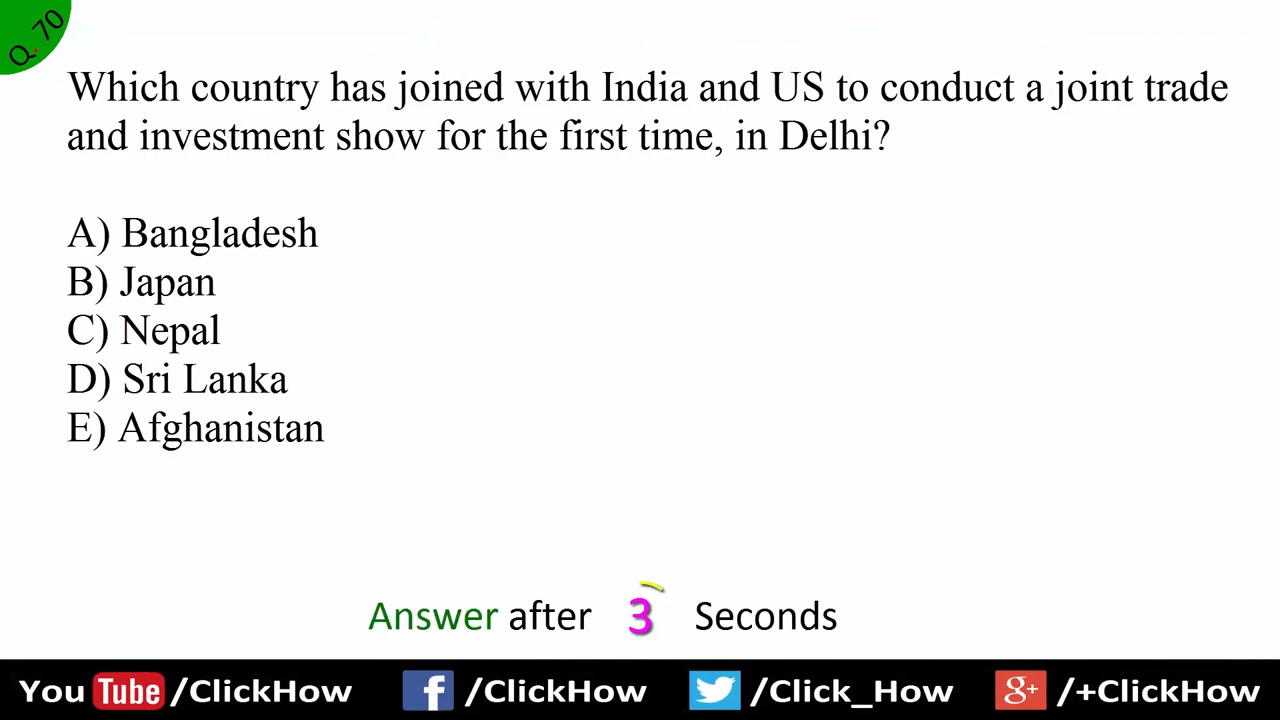 Q. 70
Which country has joined with India and US to conduct a joint trade
and investment show for the first time, in Delhi?
A) Bangladesh
B) Japan
C) Nepal
D) Sri Lanka
E) Afghanistan
Answer after 3 Seconds
You Tube /ClickHow f /ClickHow /Click_How g+ /+ClickHow